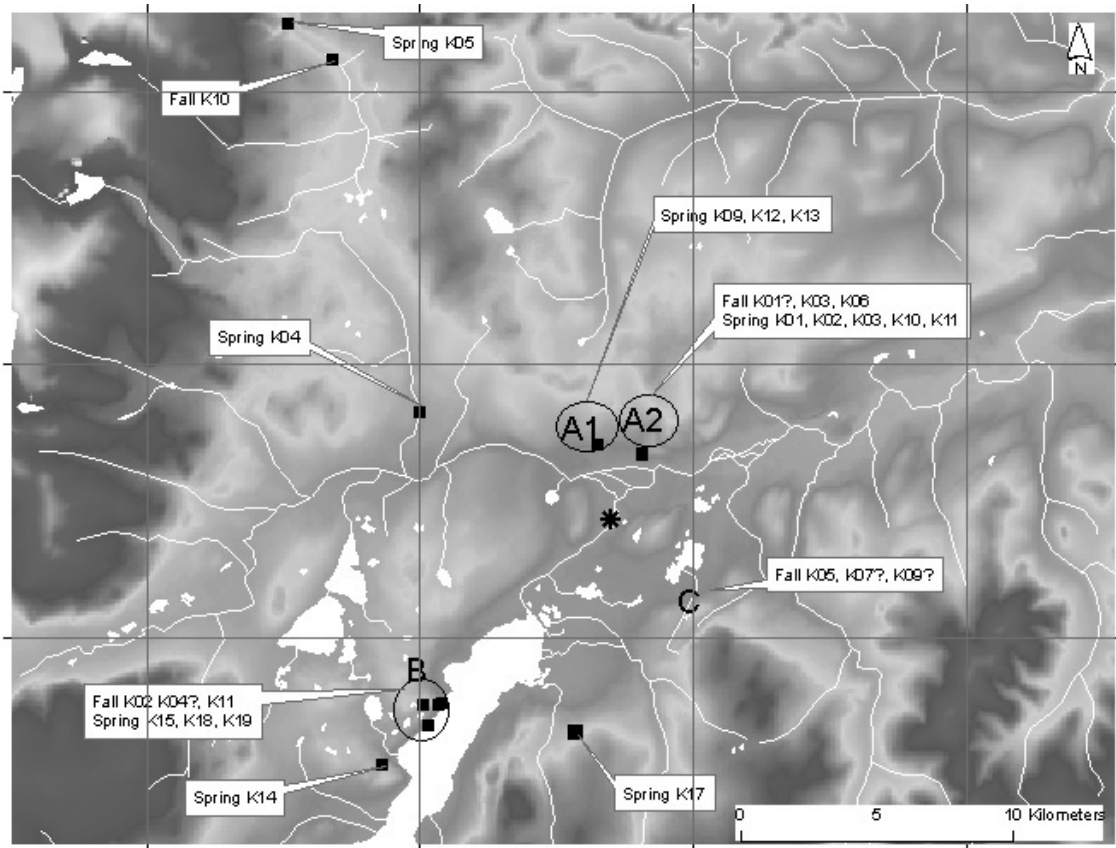 Spring K05
N
Fall K10
Spring K09, K12, K13
Fall K01?, K03, K06
Spring K01, K02, K03, K10, K11
Spring K04
A1
A2
Fall K05, K07?, K09?
C
B
Fall K02 K04?, K11
Spring K15, K18, K19
Spring K14
Spring K17
0 5 10 Kilometers